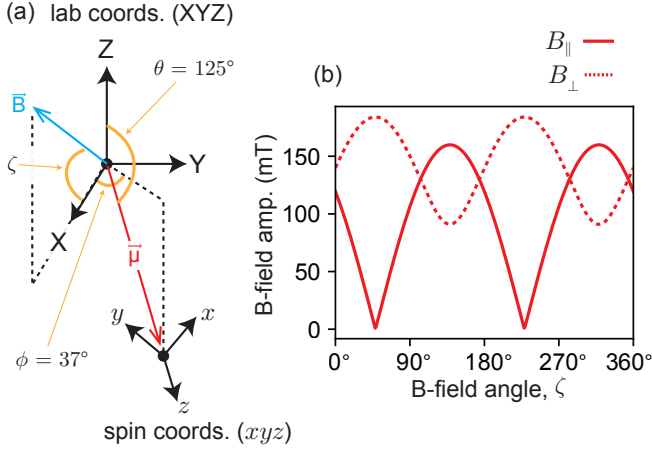 (a) lab coords. (XYZ)
Z
θ = 125°
B
ζ
Y
X
μ
y
x
ϕ = 37°
z
spin coords. (xyz)
B∥
B⊥
(b)
B-field amp. (mT)
150
100
50
0
0° 90° 180° 270° 360°
B-field angle, ζ